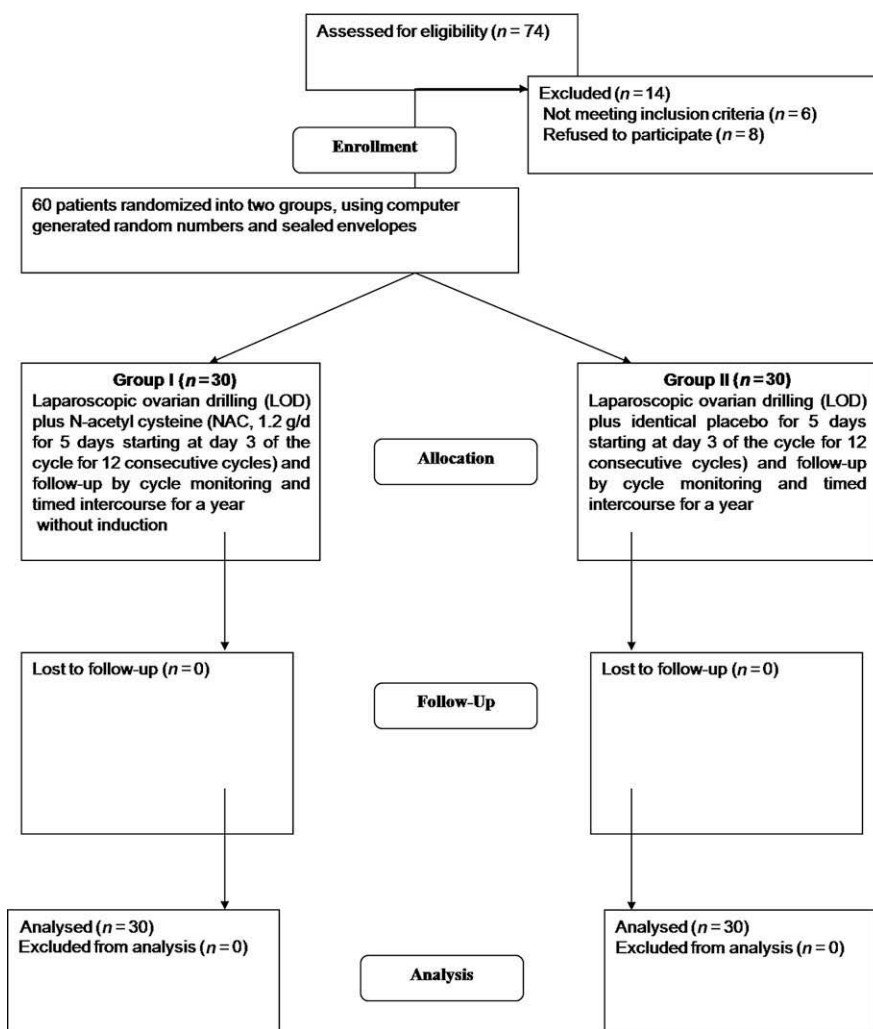 Assessed for eligibility (n = 74)
Excluded (n = 14)
Not meeting inclusion criteria (n = 6)
Refused to participate (n = 8)
Enrollment
60 patients randomized into two groups, using computer
generated random numbers and sealed envelopes
Group I (n = 30)
Laparoscopic ovarian drilling (LOD)
plus N-acetyl cysteine (NAC, 1.2 g/d
for 5 days starting at day 3 of the
cycle for 12 consecutive cycles) and
follow-up by cycle monitoring and
timed intercourse for a year
without induction
Allocation
Group II (n = 30)
Laparoscopic ovarian drilling (LOD)
plus identical placebo for 5 days
starting at day 3 of the cycle for 12
consecutive cycles) and follow-up
by cycle monitoring and timed
intercourse for a year
Lost to follow-up (n = 0)
Follow-Up
Lost to follow-up (n = 0)
Analysed (n = 30)
Excluded from analysis (n = 0)
Analysis
Analysed (n = 30)
Excluded from analysis (n = 0)